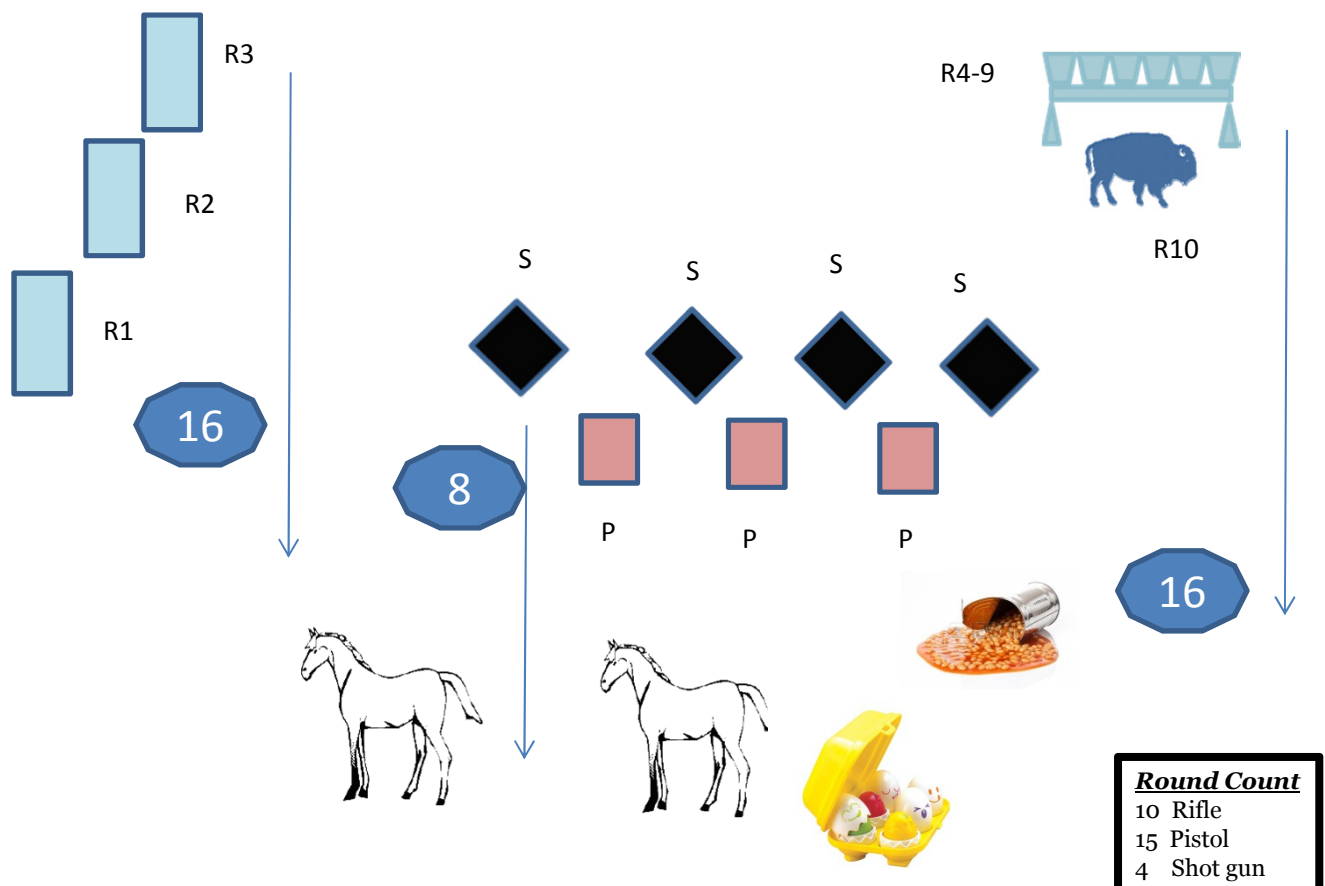 R3
R4-9
R2
R10
S
S
S
S
R1
16
8
P
P
P
16
Round Count
10 Rifle
15 Pistol
4 Shot gun